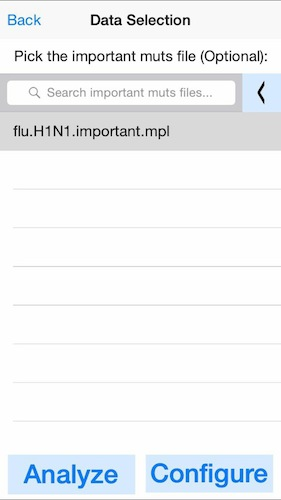 Back
Data Selection
Pick the important muts file (Optional):
Search important muts files...
flu.H1N1.important.mpl
Analyze
Configure